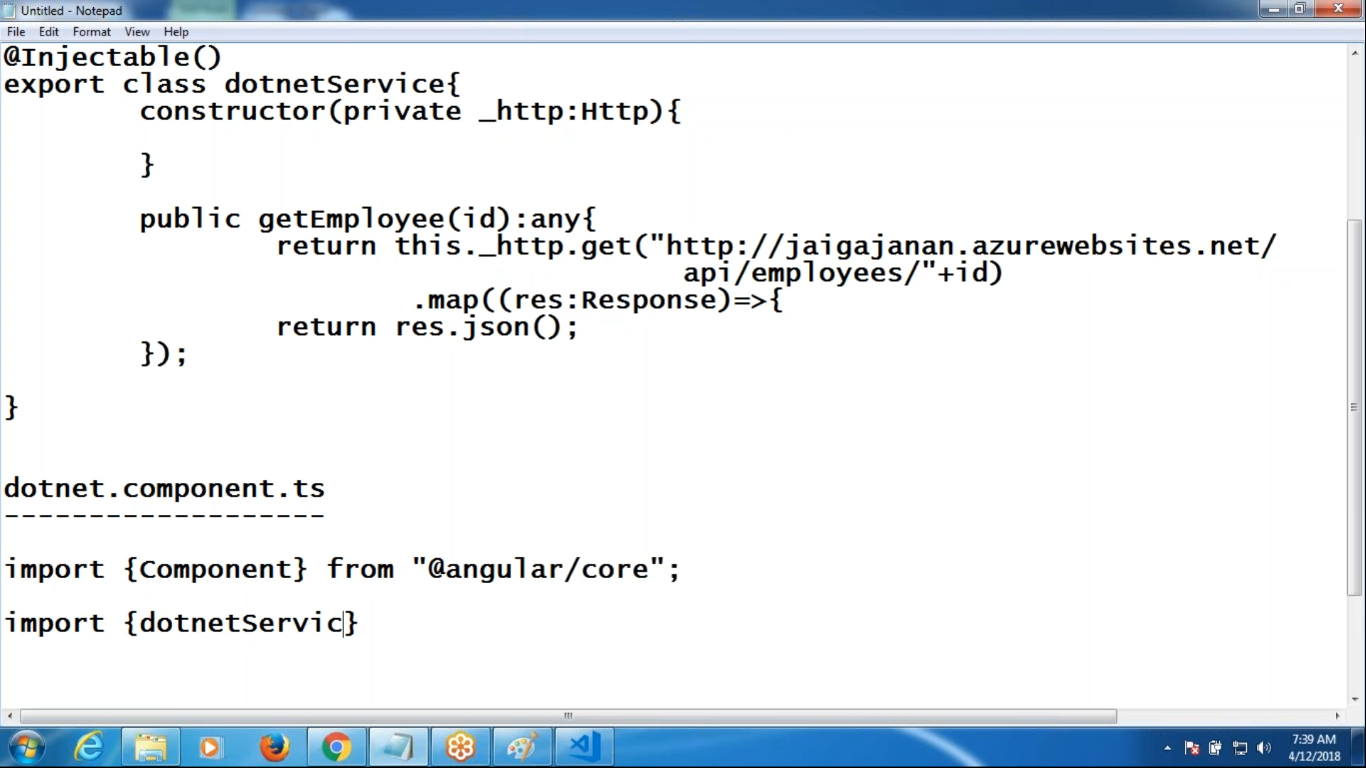 Untitled - Notepad
File Edit Format View Help
@Injectable()
export class dotnetService{
constructor(private _http:Http){
}
public getEmployee(id):any{
return this._http.get("http://jaigajanan.azurewebsites.net/
api/employees/"+id)
.map((res:Response)=>{
return res.json();
});
}
dotnet.component.ts
-------------------
import {Component} from "@angular/core";
import {dotnetServic}
7:39 AM
4/12/2018